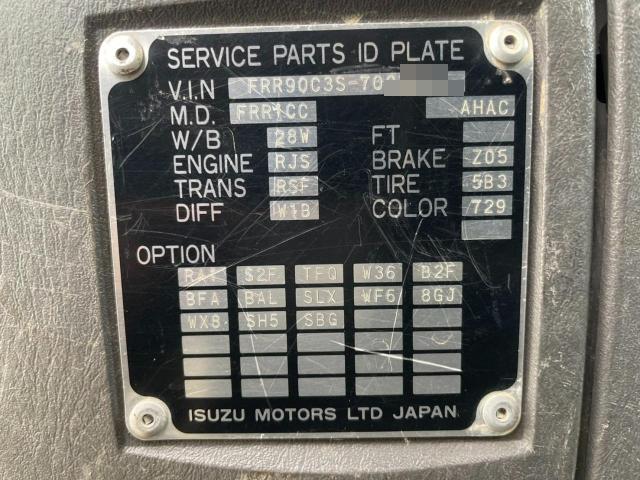 SERVICE PARTS ID PLATE
V.I.N FRR90C3S-70
M.D. FRR1CC AHAC
W/B 28W FT
ENGINE RJS BRAKE Z05
TRANS RSF TIRE 5B3
DIFF W1B COLOR 729
OPTION
S2F TFQ W36 B2F
BFA BAL SLX WF6 8GJ
WX8 SH5 SBG
ISUZU MOTORS LTD JAPAN